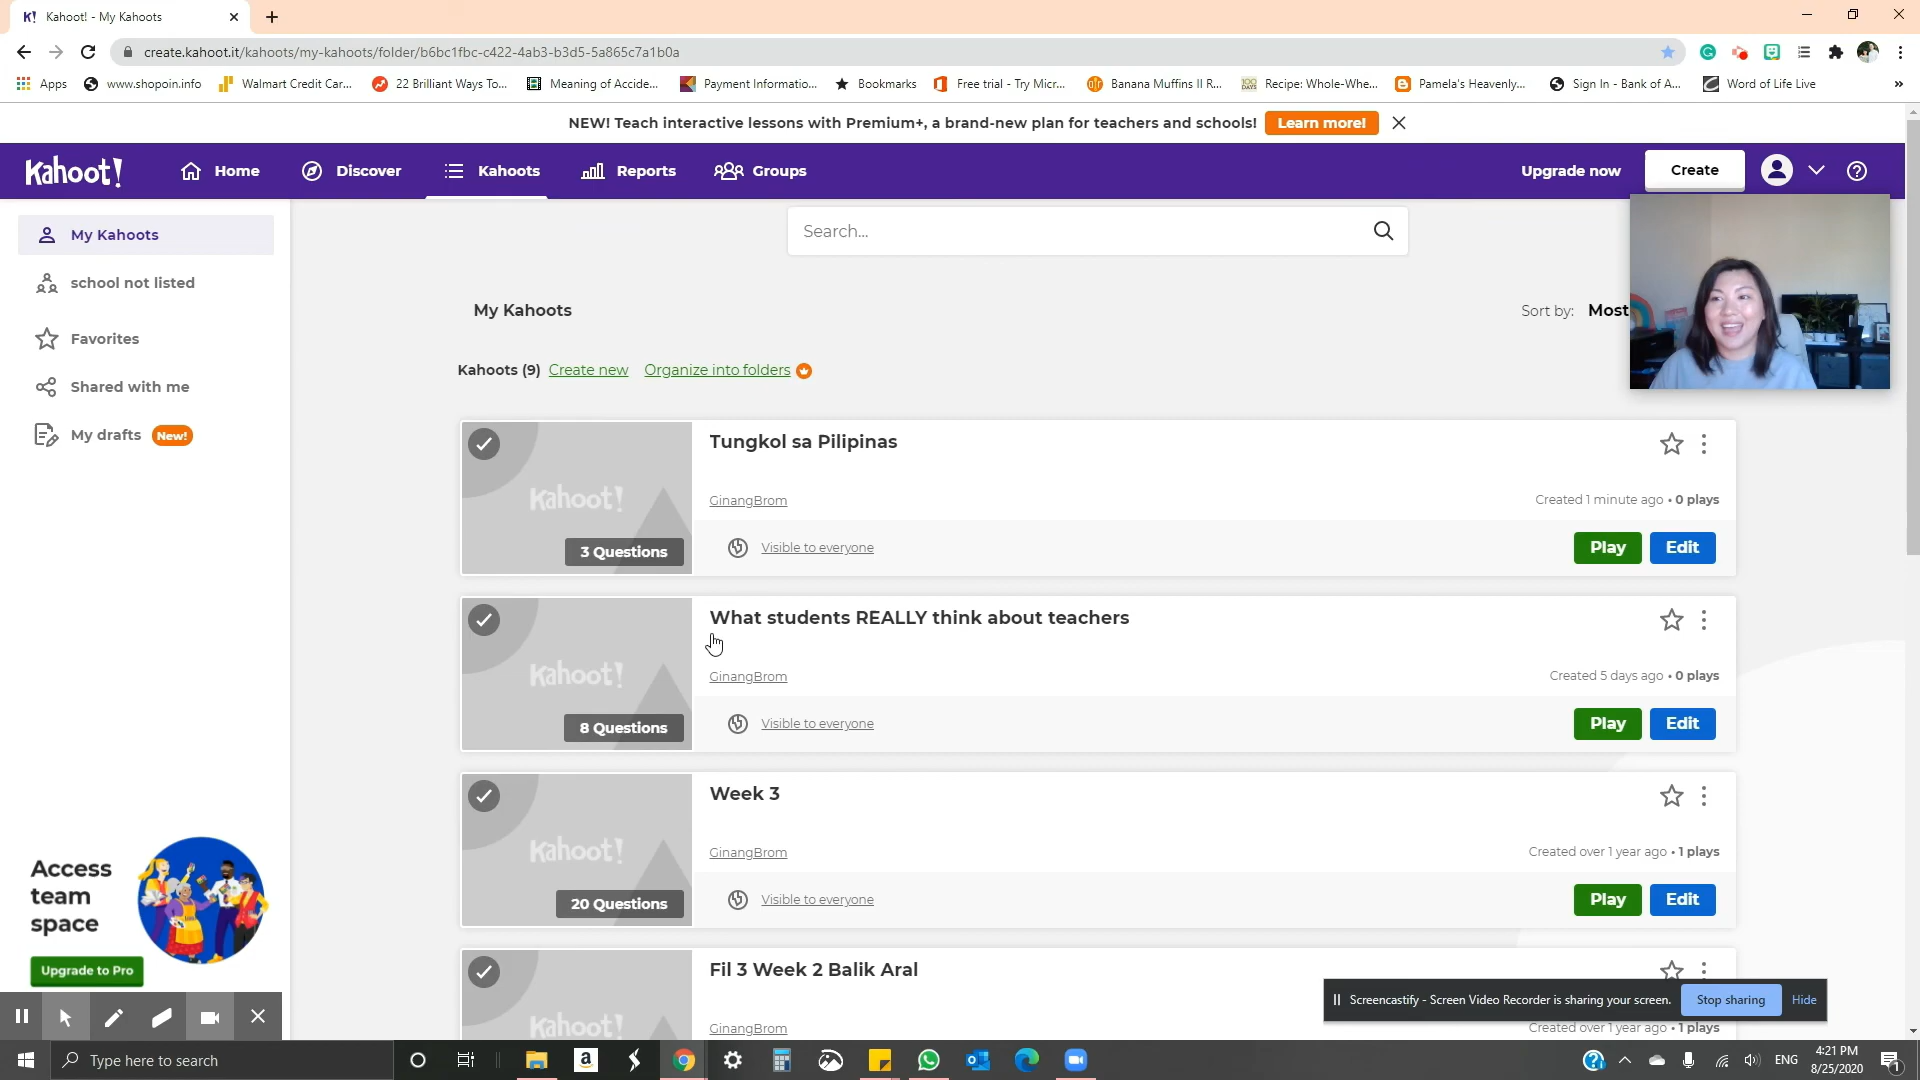 K! Kahoot! - My Kahoots
create.kahoot.it/kahoots/my-kahoots/folder/b6bc1fbc-c422-4ab3-b3d5-5a865c7a1b0a
Apps www.shopoin.info Walmart Credit Car... 22 Brilliant Ways To... Meaning of Accide... Payment Informatio... Bookmarks Free trial - Try Micr... Banana Muffins II R... Recipe: Whole-Whe... Pamela's Heavenly... Sign In - Bank of A... Word of Life Live »
NEW! Teach interactive lessons with Premium+, a brand-new plan for teachers and schools! Learn more!
Kahoot! Home Discover Kahoots Reports Groups Upgrade now Create
My Kahoots
school not listed
Favorites
Shared with me
My drafts New!
Access
team
space
Upgrade to Pro
Search...
My Kahoots Sort by: Most
Kahoots (9) Create new Organize into folders
Tungkol sa Pilipinas
Kahoot!
GinangBrom Created 1 minute ago • 0 plays
3 Questions Visible to everyone Play Edit
What students REALLY think about teachers
Kahoot!
GinangBrom Created 5 days ago • 0 plays
8 Questions Visible to everyone Play Edit
Week 3
Kahoot!
GinangBrom Created over 1 year ago • 1 plays
20 Questions Visible to everyone Play Edit
Fil 3 Week 2 Balik Aral
Screencastify - Screen Video Recorder is sharing your screen. Stop sharing Hide
Kahoot!
GinangBrom Created over 1 year ago • 1 plays
Type here to search
ENG
4:21 PM
8/25/2020
1